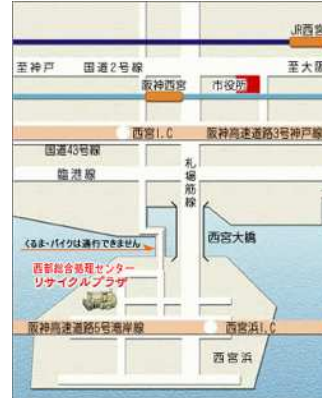 JR西宮
至神戸 国道2号線 至大阪
阪神西宮 市役所
西宮I.C 阪神高速道路3号神戸線
国道43号線
臨港線
札場筋線
西宮大橋
くるま・バイクは通行できません
西部総合処理センター
リサイクルプラザ
阪神高速道路5号湾岸線 西宮浜I.C
西宮浜